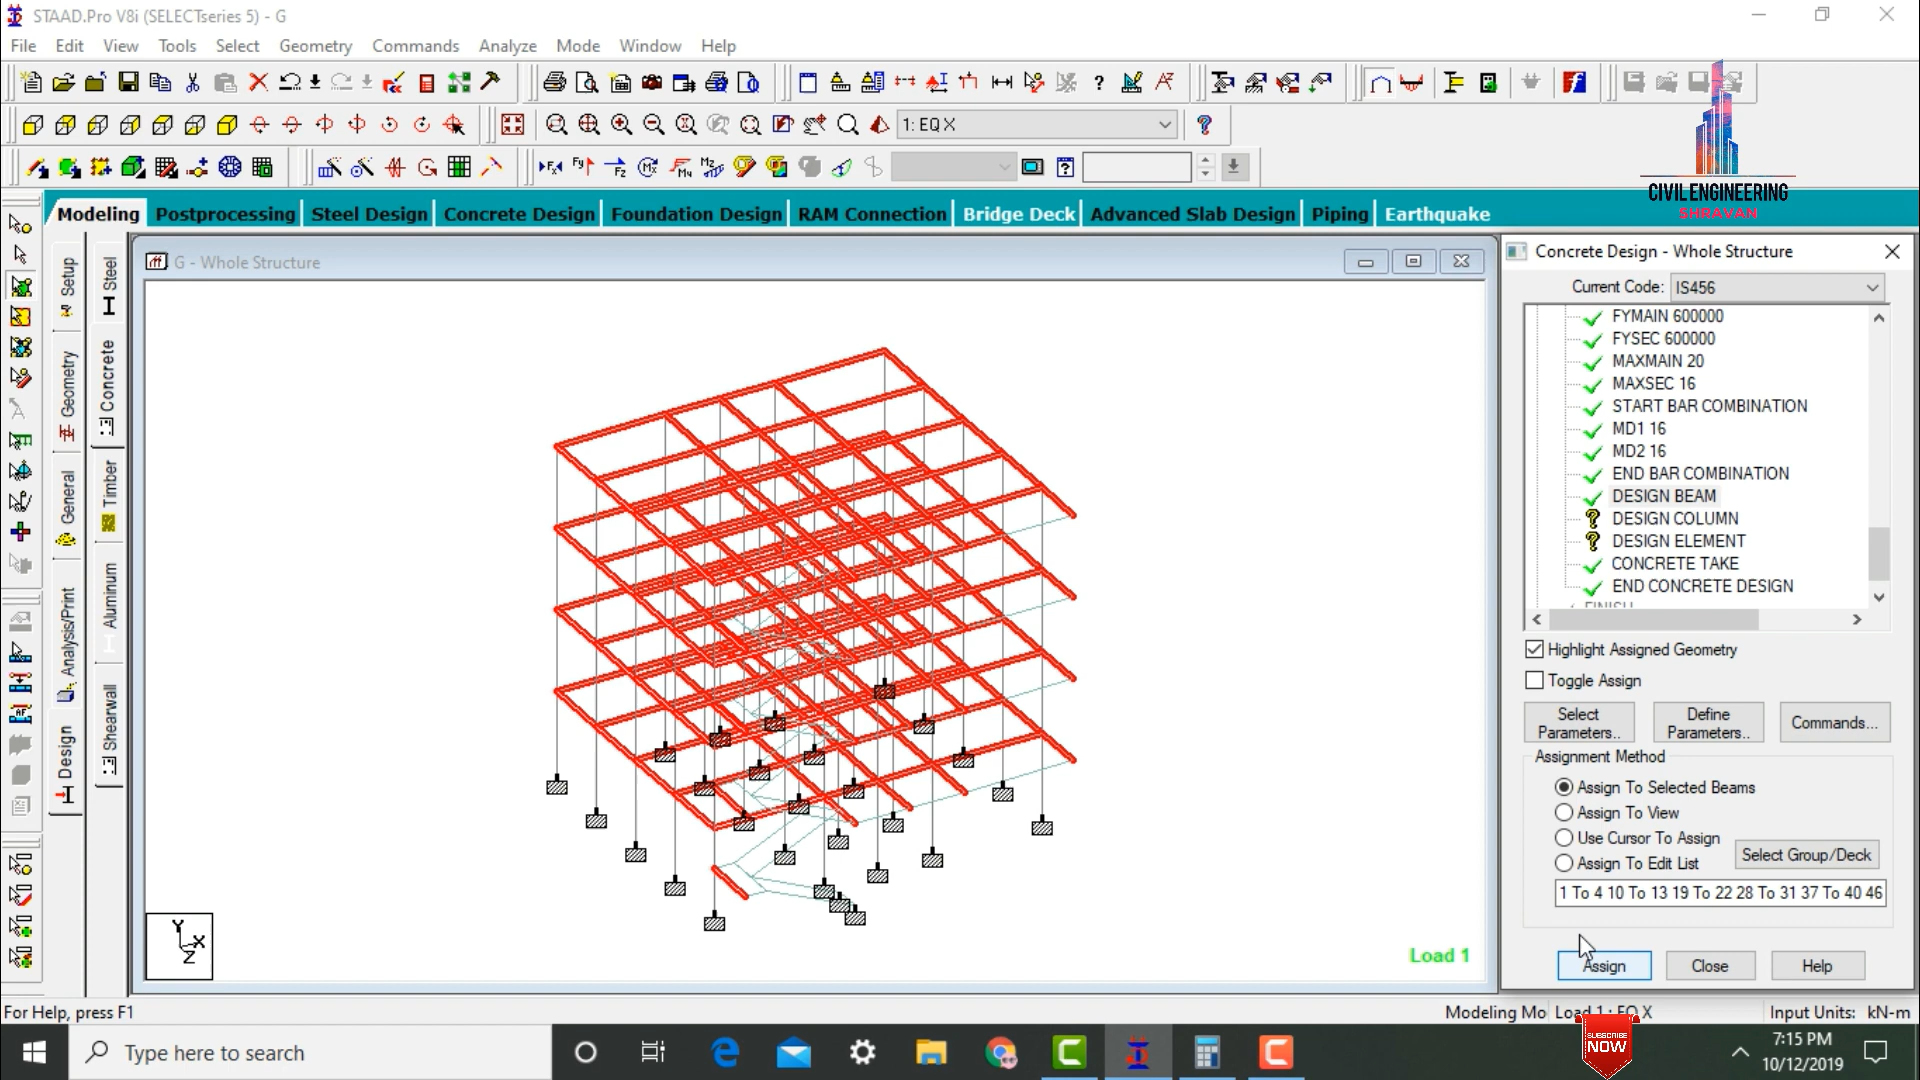 STAAD.Pro V8i (SELECTseries 5) - G
File Edit View Tools Select Geometry Commands Analyze Mode Window Help
1: EQ X
CIVIL ENGINEERING
SHRAVAN
Modeling Postprocessing Steel Design Concrete Design Foundation Design RAM Connection Bridge Deck Advanced Slab Design Piping Earthquake
Setup
Geometry
General
Analysis/Print
Design
Steel
Concrete
Timber
Aluminum
Shearwall
G - Whole Structure
Y
X
Z
Load 1
Concrete Design - Whole Structure
Current Code: IS456
FYMAIN 600000
FYSEC 600000
MAXMAIN 20
MAXSEC 16
START BAR COMBINATION
MD1 16
MD2 16
END BAR COMBINATION
DESIGN BEAM
DESIGN COLUMN
DESIGN ELEMENT
CONCRETE TAKE
END CONCRETE DESIGN
FINISH
Highlight Assigned Geometry
Toggle Assign
Select Parameters..
Define Parameters..
Commands...
Assignment Method
Assign To Selected Beams
Assign To View
Use Cursor To Assign
Assign To Edit List
Select Group/Deck
1 To 4 10 To 13 19 To 22 28 To 31 37 To 40 46
Assign Close Help
For Help, press F1
Modeling Mo Load 1 : EQ X Input Units: kN-m
SUBSCRIBE
NOW
Type here to search
7:15 PM
10/12/2019